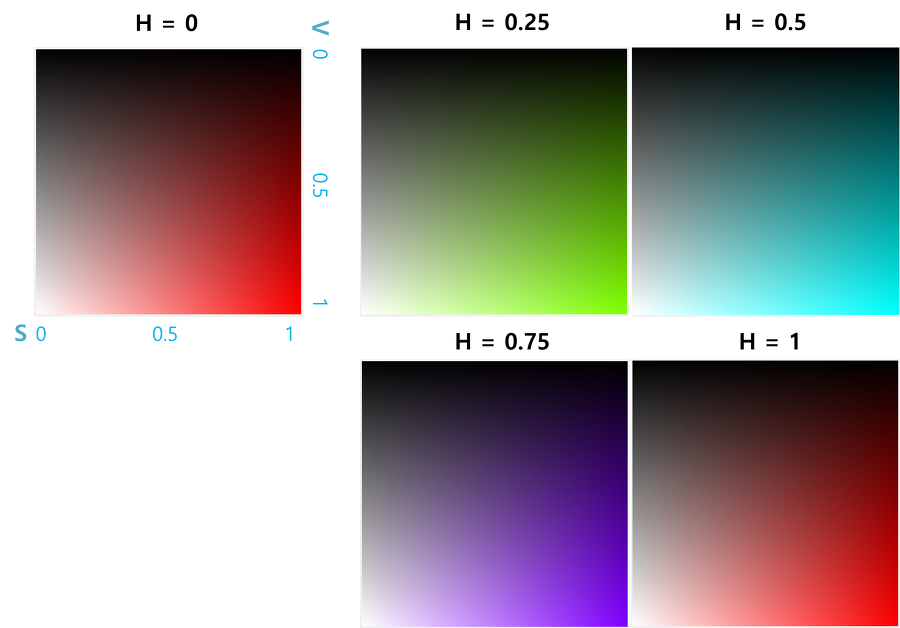 H = 0
V
0
0.5
1
S 0 0.5 1
H = 0.25
H = 0.5
H = 0.75
H = 1